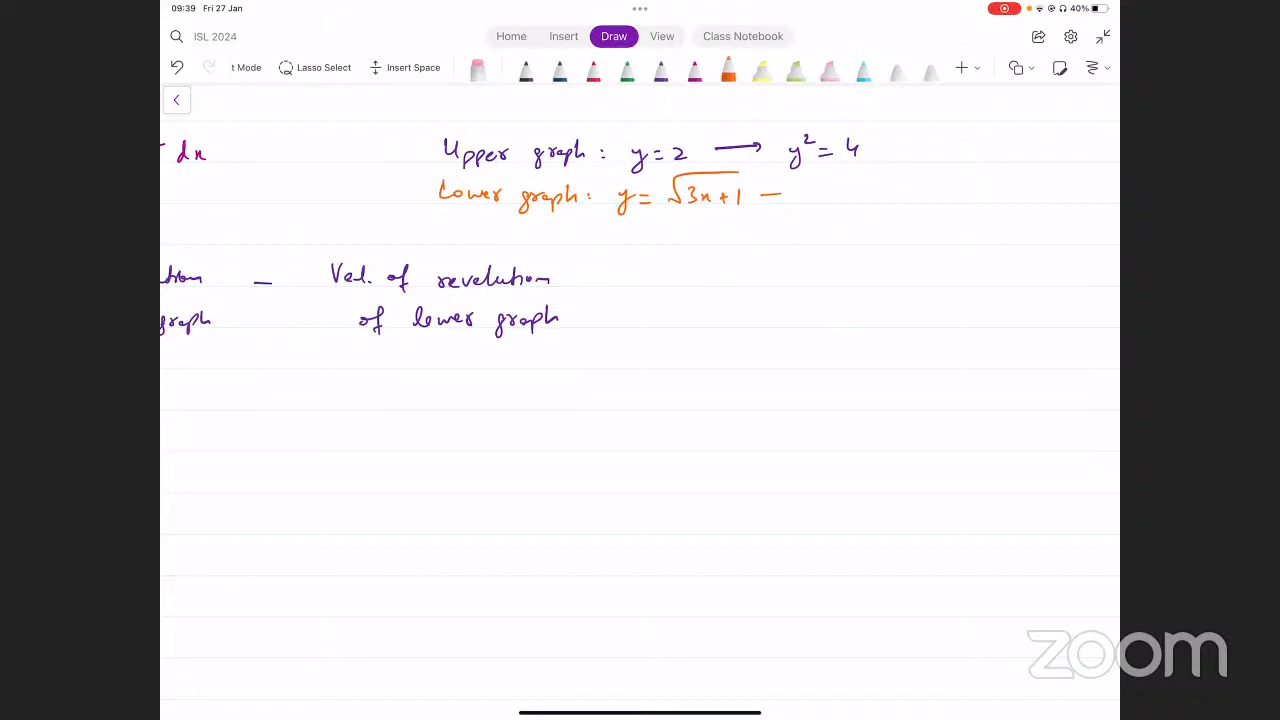 09:39 Fri 27 Jan
40%
ISL 2024
Home Insert Draw View Class Notebook
t Mode Lasso Select Insert Space
dx
Upper graph : y = 2 ⟶ y² = 4
Lower graph : y = √3x+1 —
ution — Vol. of revolution
graph of lower graph
zoom